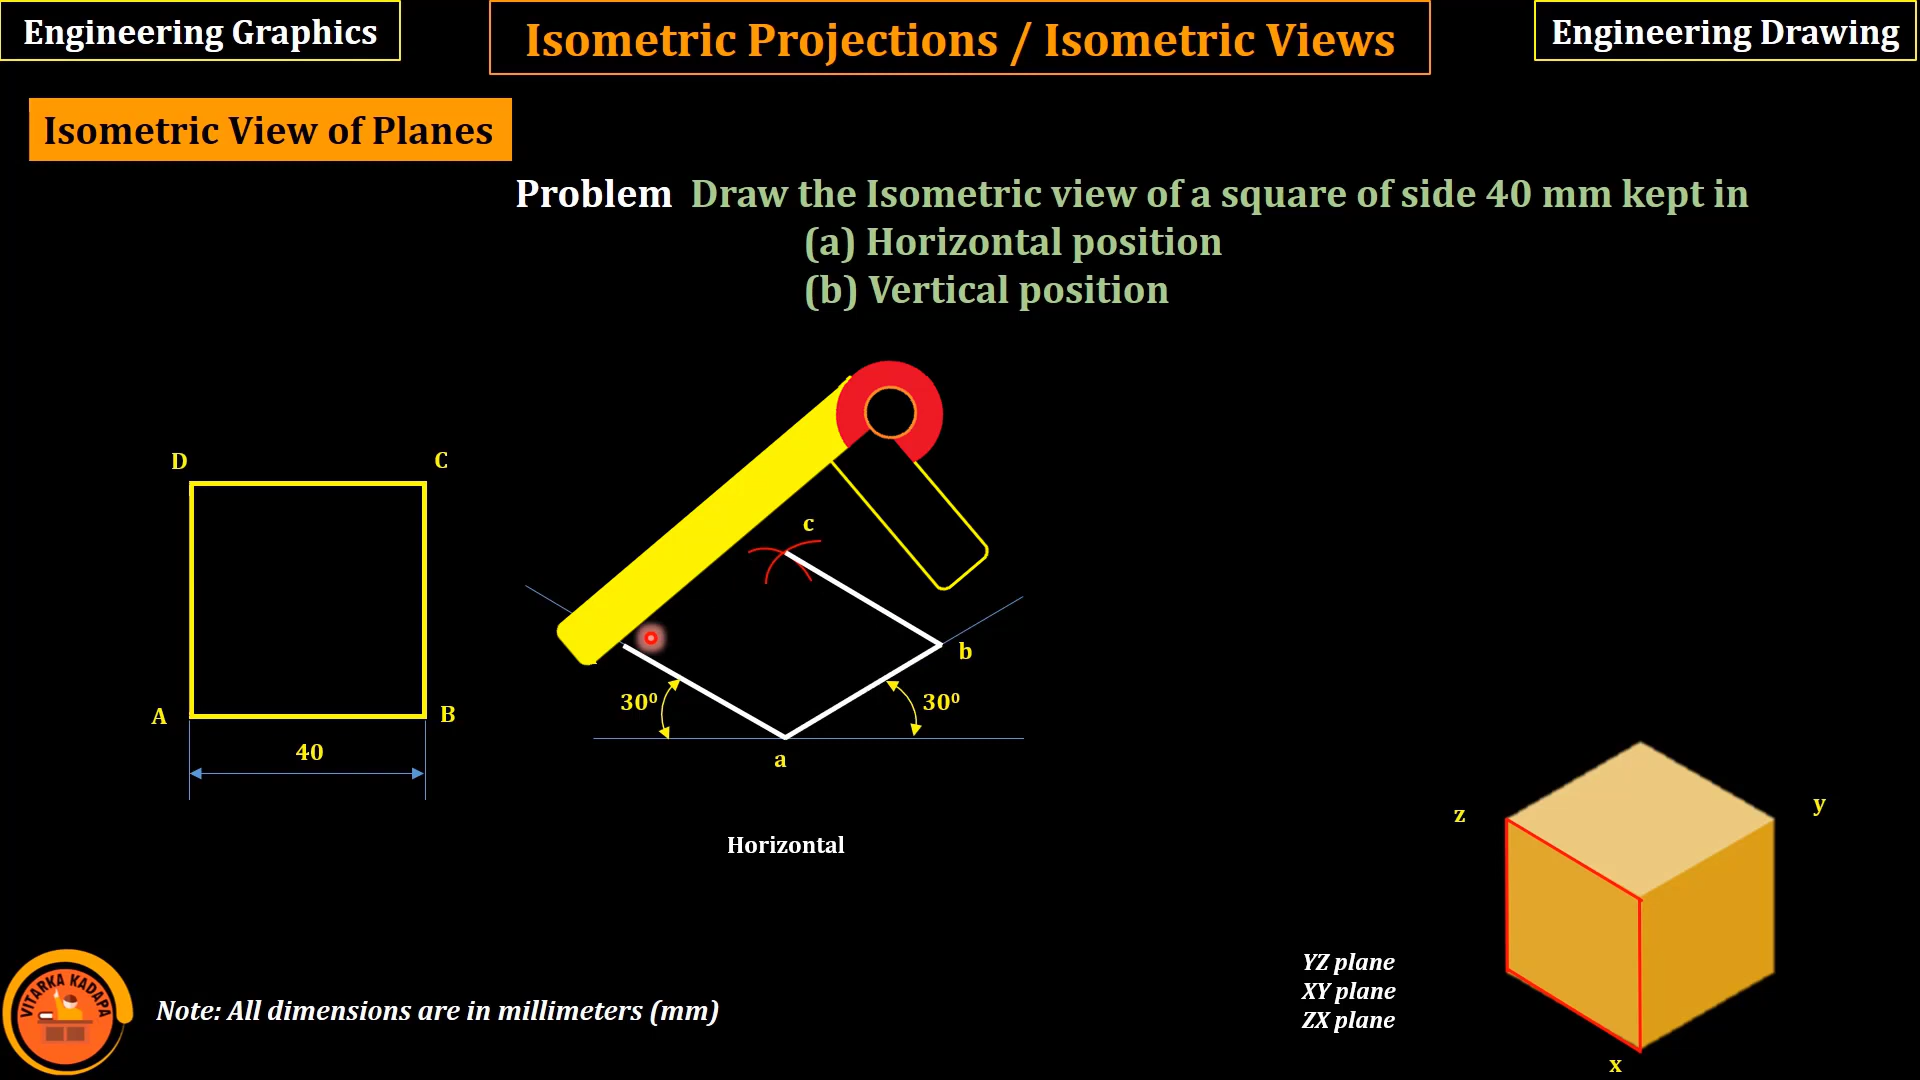 Engineering Graphics
Isometric Projections / Isometric Views
Engineering Drawing
Isometric View of Planes
Problem Draw the Isometric view of a square of side 40 mm kept in
(a) Horizontal position
(b) Vertical position
D
C
A
B
40
c
b
30⁰
30⁰
a
Horizontal
z
y
x
YZ plane
XY plane
ZX plane
VITARKA KADAPA
Note: All dimensions are in millimeters (mm)